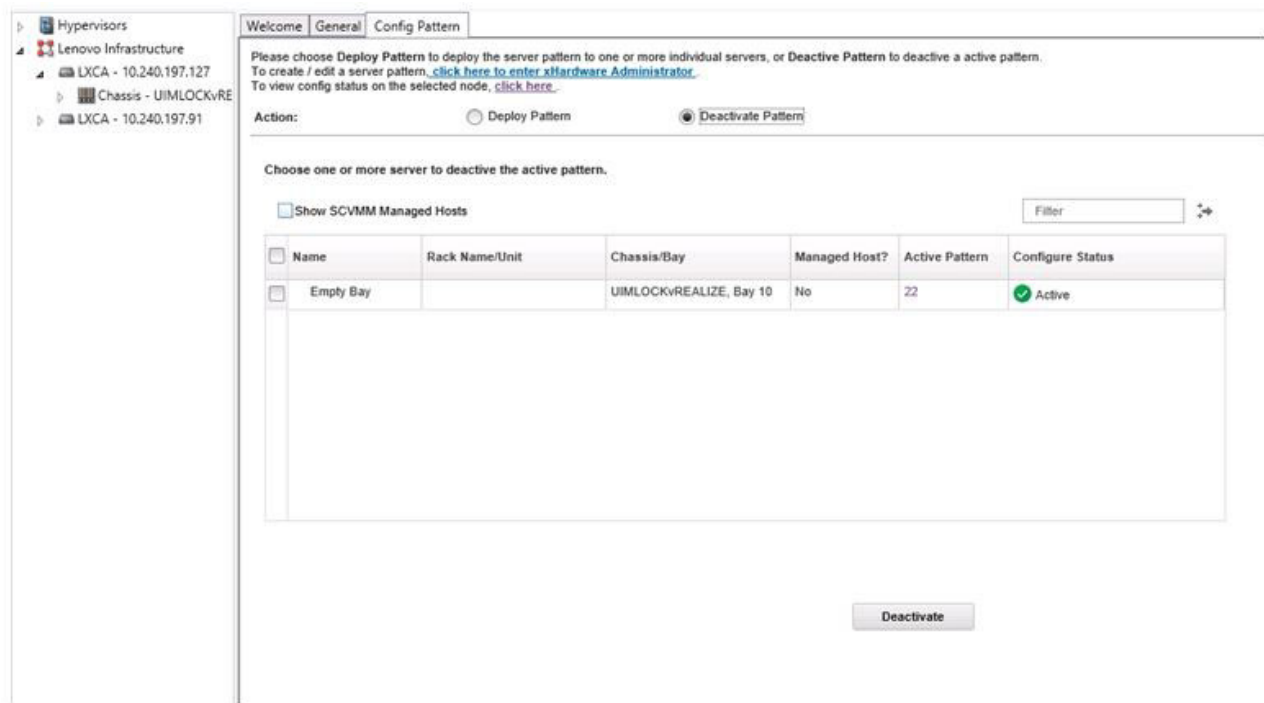 Hypervisors
Lenovo Infrastructure
LXCA - 10.240.197.127
Chassis - UIMLOCKvRE
LXCA - 10.240.197.91
Welcome General Config Pattern
Please choose Deploy Pattern to deploy the server pattern to one or more individual servers, or Deactive Pattern to deactive a active pattern.
To create / edit a server pattern, click here to enter xHardware Administrator .
To view config status on the selected node, click here .
Action: Deploy Pattern Deactivate Pattern
Choose one or more server to deactive the active pattern.
Show SCVMM Managed Hosts Filter
Name Rack Name/Unit Chassis/Bay Managed Host? Active Pattern Configure Status
Empty Bay UIMLOCKvREALIZE, Bay 10 No 22 Active
Deactivate